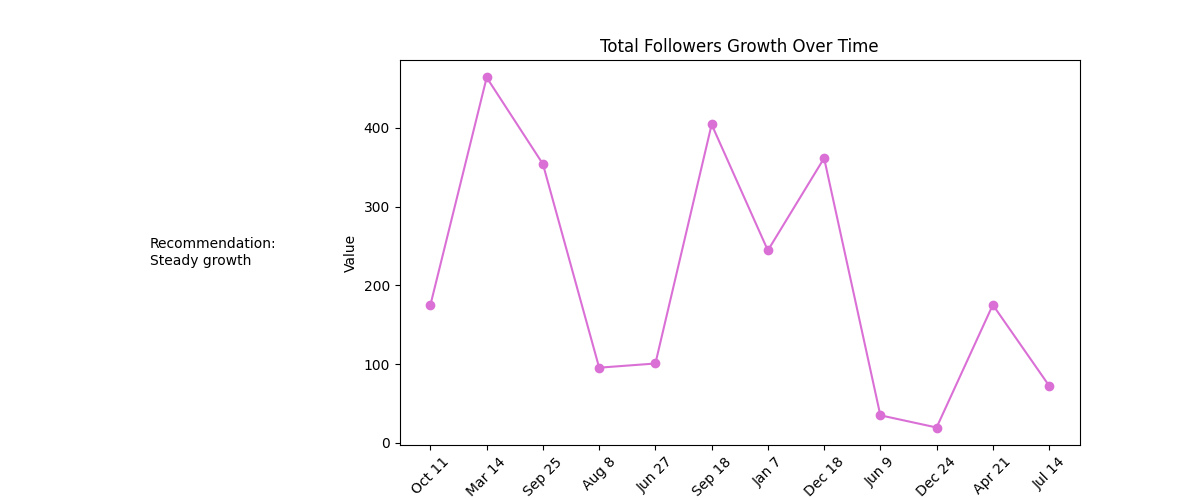 Total Followers Growth Over Time
Recommendation:
Steady growth
Value
400
300
200
100
0
Oct 11
Mar 14
Sep 25
Aug 8
Jun 27
Sep 18
Jan 7
Dec 18
Jun 9
Dec 24
Apr 21
Jul 14